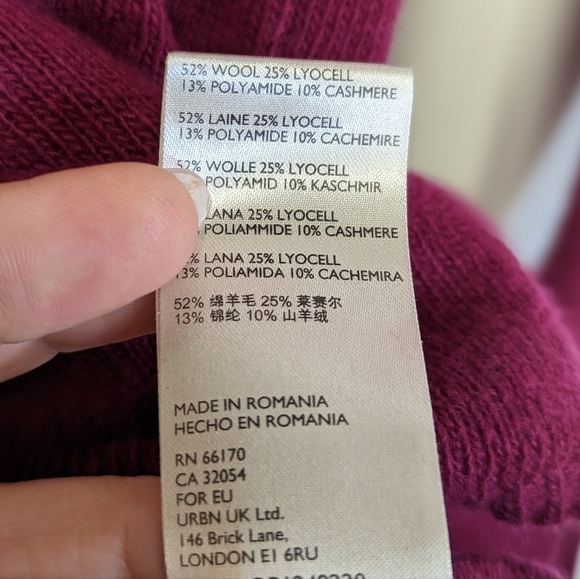 52% WOOL 25% LYOCELL
13% POLYAMIDE 10% CASHMERE
52% LAINE 25% LYOCELL
13% POLYAMIDE 10% CACHEMIRE
52% WOLLE 25% LYOCELL
POLYAMID 10% KASCHMIR
LANA 25% LYOCELL
% POLIAMMIDE 10% CASHMERE
% LANA 25% LYOCELL
13% POLIAMIDA 10% CACHEMIRA
52% 绵羊毛 25% 莱赛尔
13% 锦纶 10% 山羊绒
MADE IN ROMANIA
HECHO EN ROMANIA
RN 66170
CA 32054
FOR EU
URBN UK Ltd.
146 Brick Lane,
LONDON E1 6RU